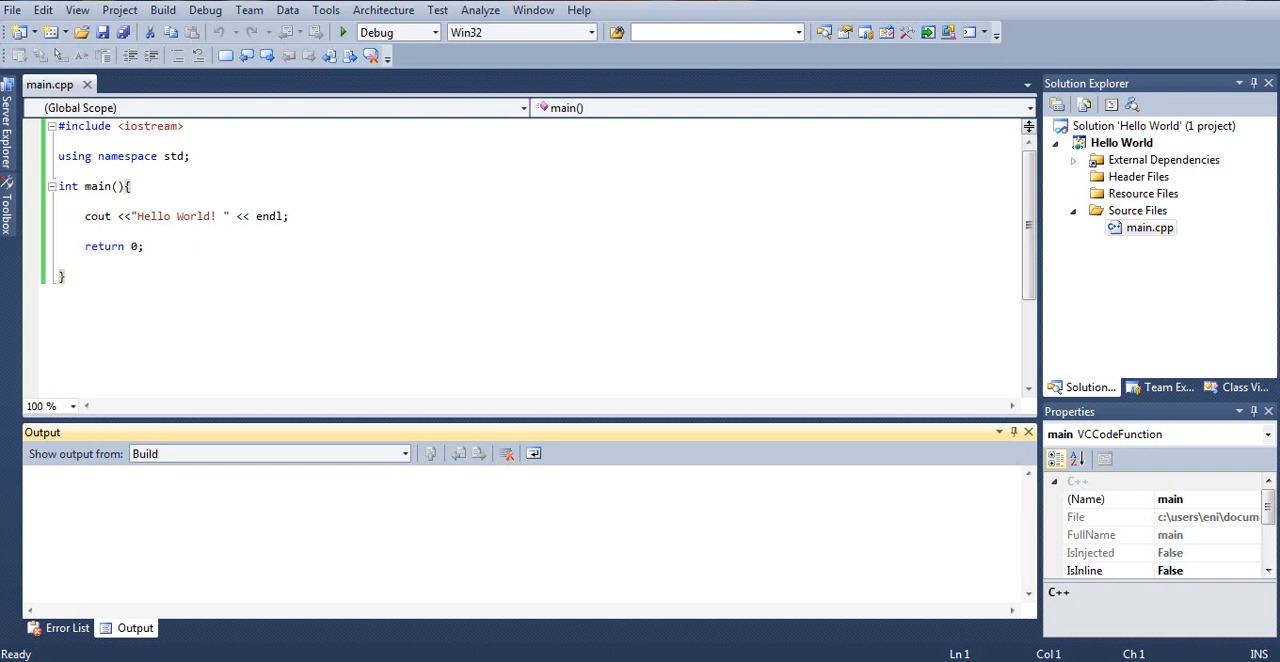 File Edit View Project Build Debug Team Data Tools Architecture Test Analyze Window Help
Debug Win32
Server Explorer
Toolbox
main.cpp
(Global Scope) main()
#include <iostream>
using namespace std;
int main(){
cout <<"Hello World! " << endl;
return 0;
}
100 %
Output
Show output from: Build
Error List Output
Solution Explorer
Solution 'Hello World' (1 project)
Hello World
External Dependencies
Header Files
Resource Files
Source Files
main.cpp
Solution... Team Ex... Class Vi...
Properties
main VCCodeFunction
C++
(Name) main
File c:\users\eni\docum
FullName main
IsInjected False
IsInline False
C++
Ready Ln 1 Col 1 Ch 1 INS